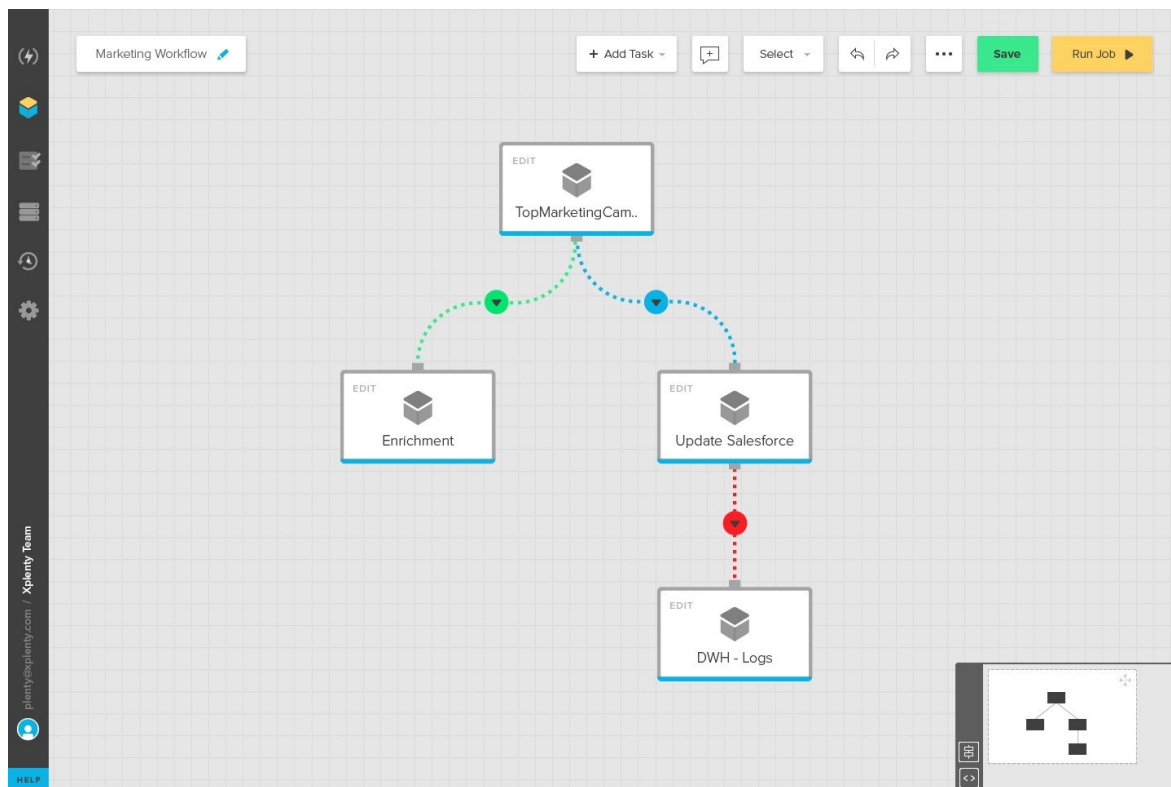 Marketing Workflow
+ Add Task
Select
Save
Run Job
EDIT
TopMarketingCam..
EDIT
Enrichment
EDIT
Update Salesforce
EDIT
DWH - Logs
plenty@xplenty.com / Xplenty Team
HELP